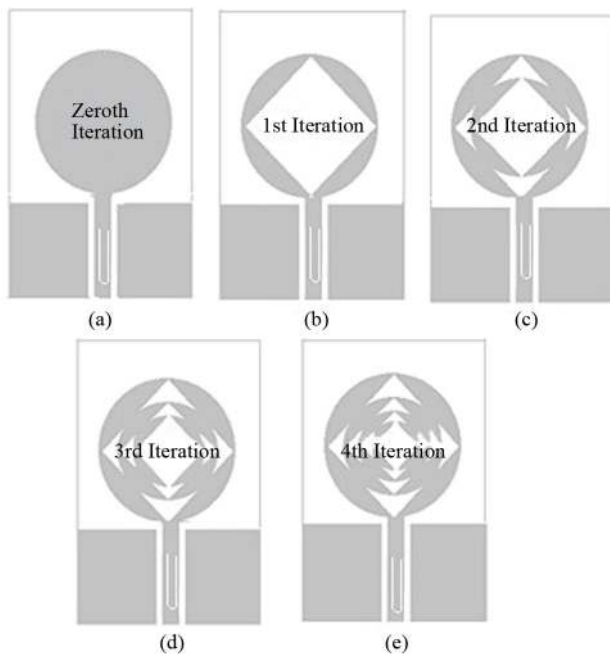 Zeroth
Iteration
1st Iteration
2nd Iteration
(a)
(b)
(c)
3rd Iteration
4th Iteration
(d)
(e)